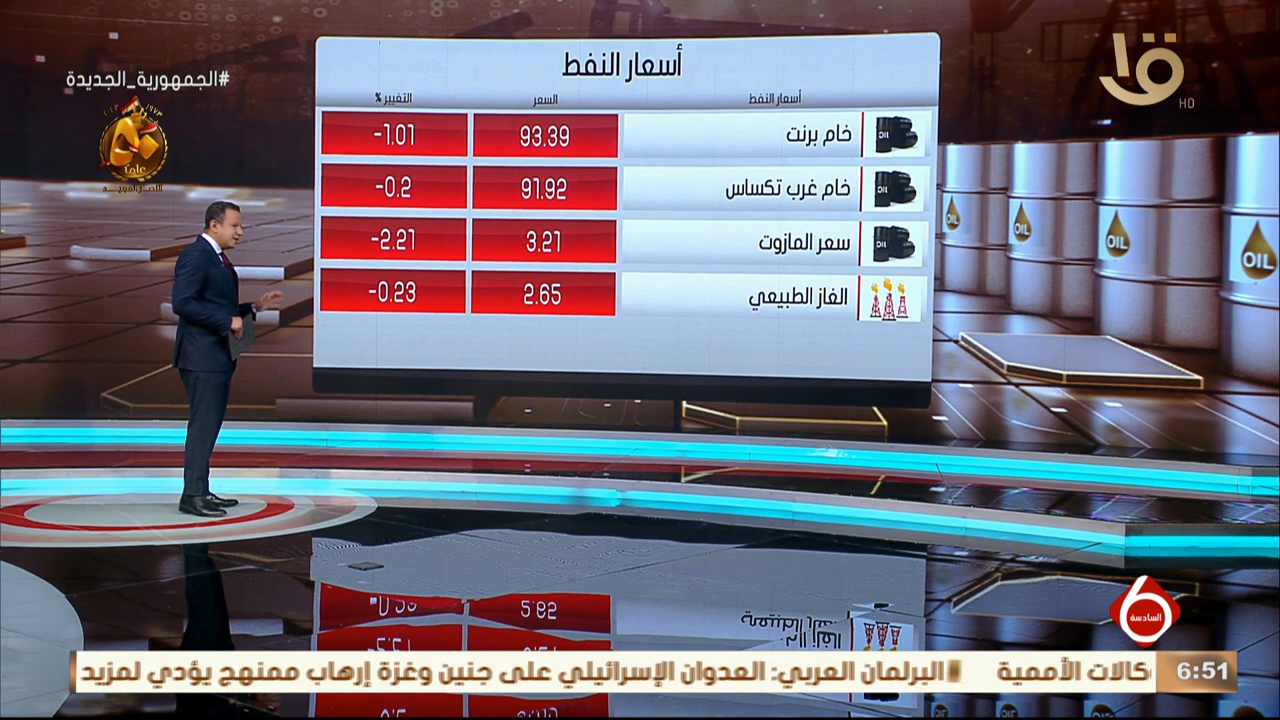 #الجمهورية_الجديدة
HD
أسعار النفط
أسعار النفط السعر التغيير %
خام برنت 93.39 -1.01
خام غرب تكساس 91.92 -0.2
سعر المازوت 3.21 -2.21
الغاز الطبيعي 2.65 -0.23
OIL OIL OIL OIL
السادسة
6:51 كالات الأممية البرلمان العربي: العدوان الإسرائيلي على جنين وغزة إرهاب ممنهج يؤدي لمزيد